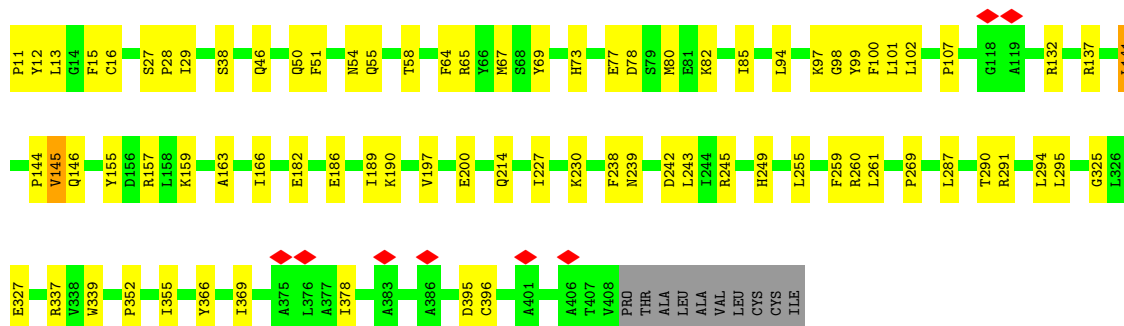 P11 Y12 L13 G14 F15 C16 S27 P28 I29 S38 Q46 Q50 F51 N54 Q55 T58 F64 R65 Y66 M67 S68 Y69 H73 E77 D78 S79 M80 E81 K82 I85 L94 K97 G98 Y99 F100 L101 L102 P107 G118 A119 R132 R137
P144 V145 Q146 Y155 D156 R157 L158 K159 A163 I166 E182 E186 I189 K190 V197 E200 Q214 I227 K230 F238 N239 D242 L243 I244 R245 H249 L255 F259 R260 L261 P269 L287 T290 R291 L294 L295 G325 L326
E327 R337 V338 W339 P352 I355 Y366 I369 A375 L376 A377 I378 A383 A386 D395 C396 A401 A406 T407 V408 PRO THR ALA LEU ALA VAL LEU CYS CYS ILE